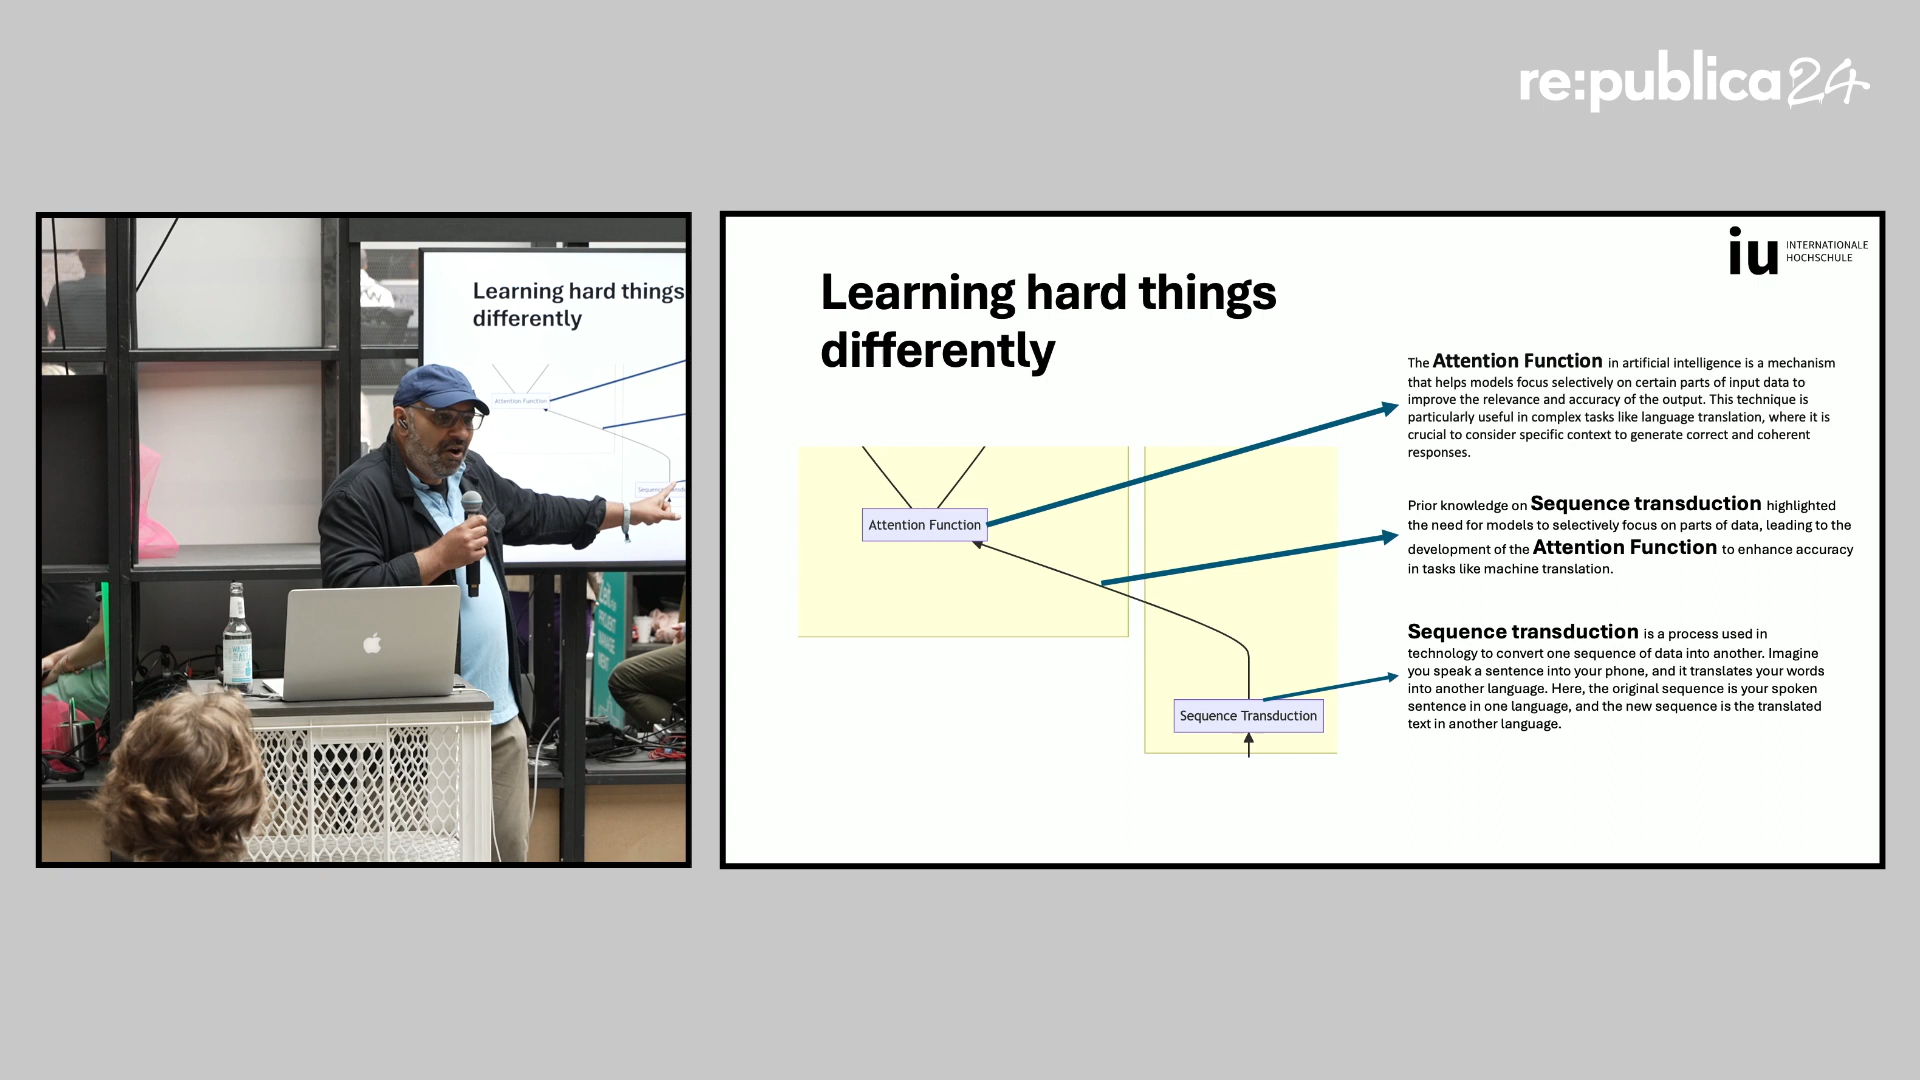 re:publica 24
Learning hard things
differently
Attention Function
iu INTERNATIONALE
HOCHSCHULE
Learning hard things
differently
The Attention Function in artificial intelligence is a mechanism
that helps models focus selectively on certain parts of input data to
improve the relevance and accuracy of the output. This technique is
particularly useful in complex tasks like language translation, where it is
crucial to consider specific context to generate correct and coherent
responses.
Attention Function
Prior knowledge on Sequence transduction highlighted
the need for models to selectively focus on parts of data, leading to the
development of the Attention Function to enhance accuracy
in tasks like machine translation.
Sequence transduction is a process used in
technology to convert one sequence of data into another. Imagine
you speak a sentence into your phone, and it translates your words
into another language. Here, the original sequence is your spoken
sentence in one language, and the new sequence is the translated
text in another language.
Sequence Transduction